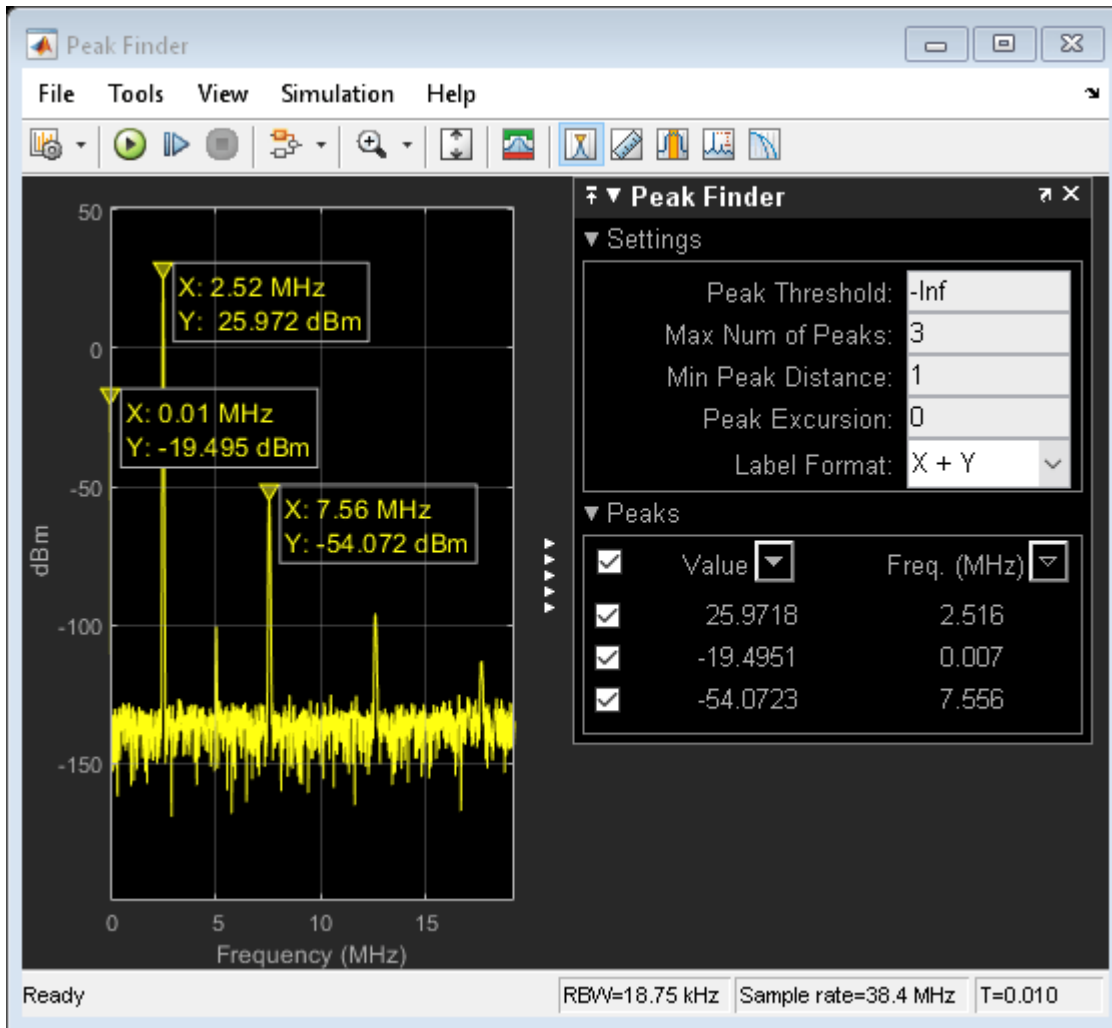 Peak Finder
File Tools View Simulation Help
50
0
-50
-100
-150
dBm
X: 2.52 MHz
Y: 25.972 dBm
X: 0.01 MHz
Y: -19.495 dBm
X: 7.56 MHz
Y: -54.072 dBm
0 5 10 15
Frequency (MHz)
Peak Finder
Settings
Peak Threshold: -Inf
Max Num of Peaks: 3
Min Peak Distance: 1
Peak Excursion: 0
Label Format: X + Y
Peaks
Value Freq. (MHz)
25.9718 2.516
-19.4951 0.007
-54.0723 7.556
Ready RBW=18.75 kHz Sample rate=38.4 MHz T=0.010